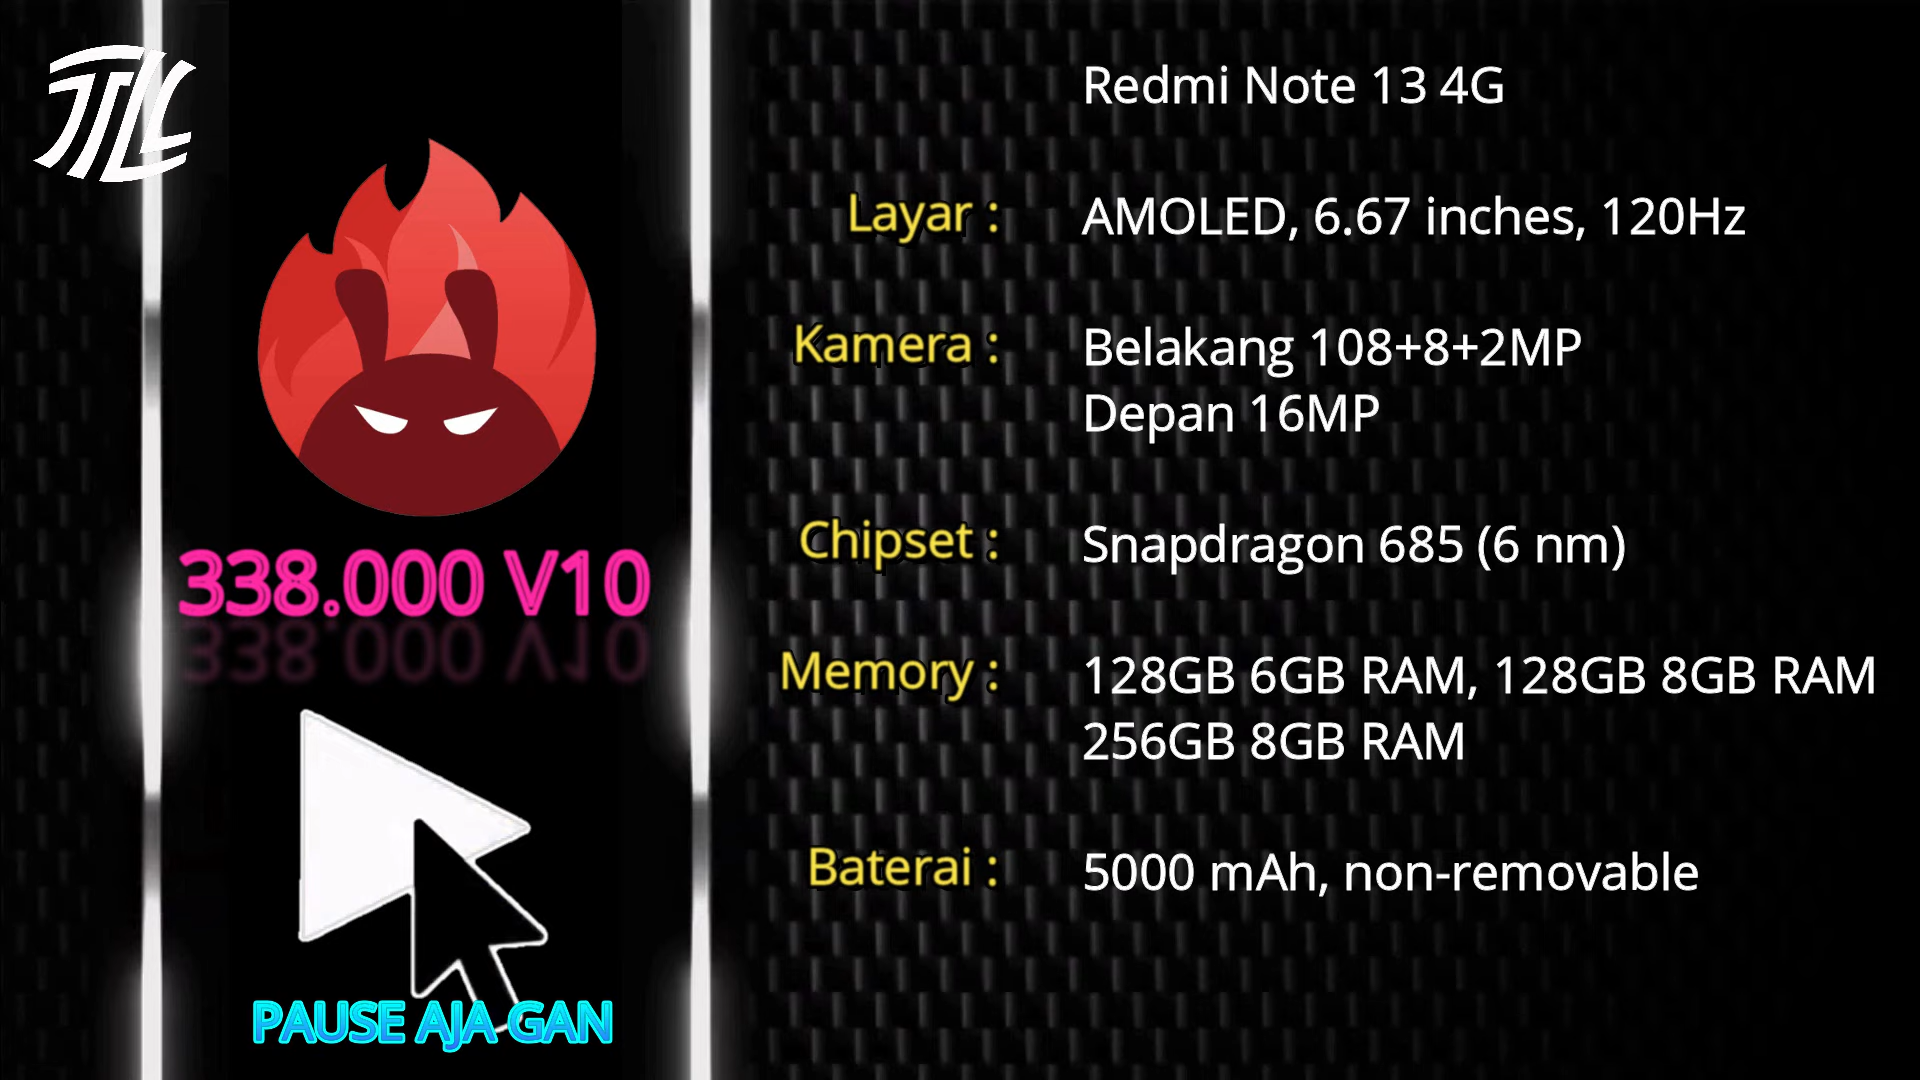 TLC
338.000 V10
PAUSE AJA GAN
Redmi Note 13 4G
Layar : AMOLED, 6.67 inches, 120Hz
Kamera : Belakang 108+8+2MP
Depan 16MP
Chipset : Snapdragon 685 (6 nm)
Memory : 128GB 6GB RAM, 128GB 8GB RAM
256GB 8GB RAM
Baterai : 5000 mAh, non-removable